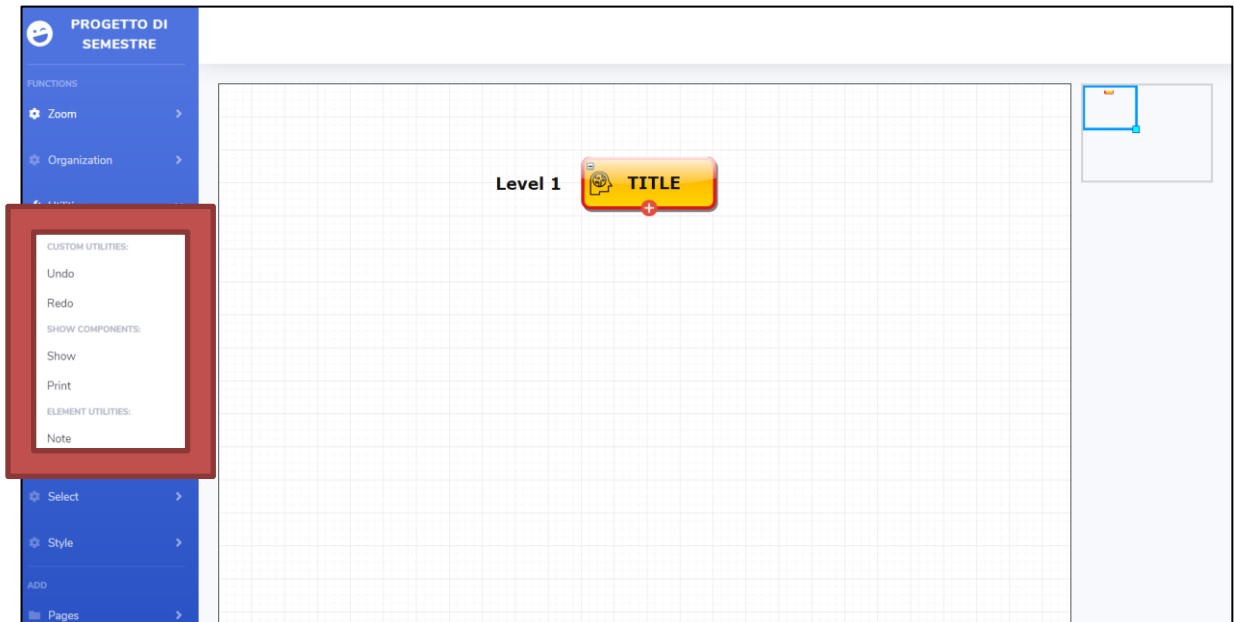 PROGETTO DI
SEMESTRE
FUNCTIONS
Zoom
Organization
CUSTOM UTILITIES:
Undo
Redo
SHOW COMPONENTS:
Show
Print
ELEMENT UTILITIES:
Note
Select
Style
ADD
Pages
Level 1 TITLE